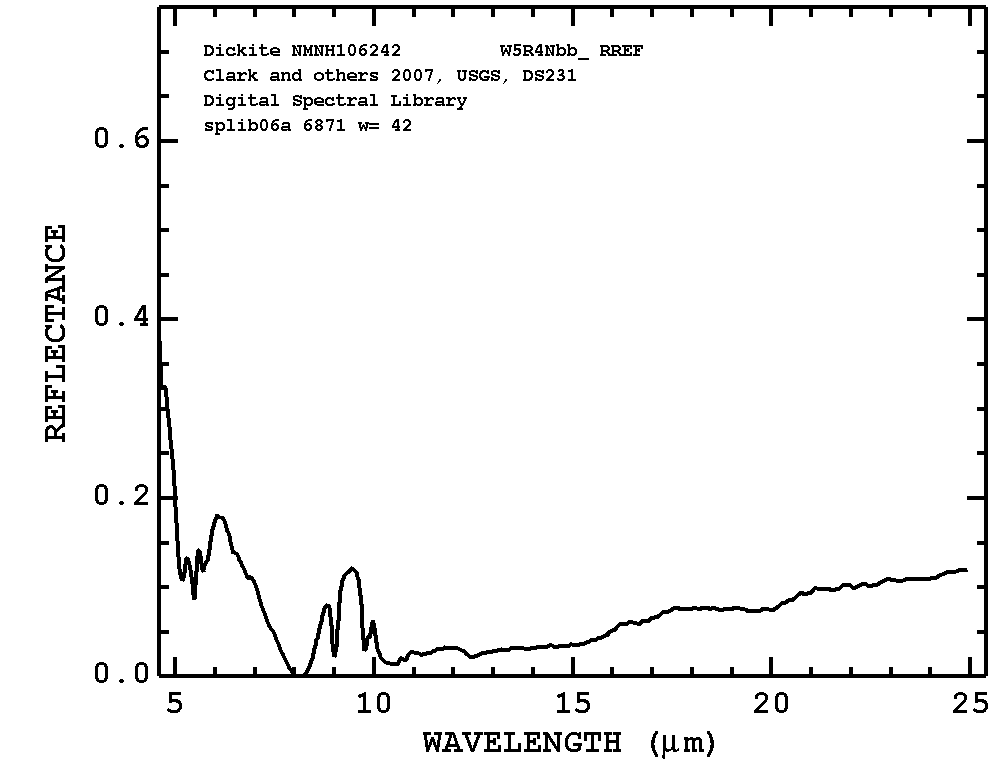 Dickite NMNH106242 W5R4Nbb_ RREF
Clark and others 2007, USGS, DS231
Digital Spectral Library
splib06a 6871 w= 42
REFLECTANCE
0.6
0.4
0.2
0.0
5 10 15 20 25
WAVELENGTH (μm)